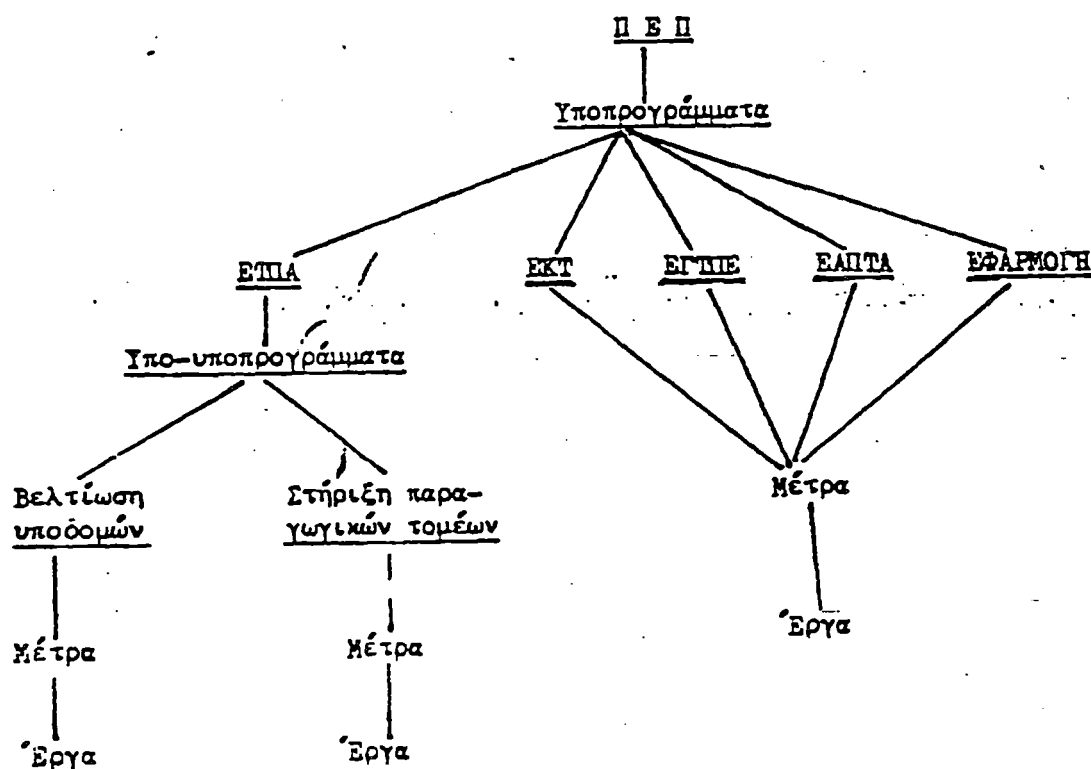 Π Ε Π
Υποπρογράμματα
ΕΤΠΑ
ΕΚΤ
ΕΓΤΠΕ
ΕΑΠΤΑ
ΕΦΑΡΜΟΓΗ
Υπο-υποπρογράμματα
Βελτίωση
υποδομών
Στήριξη παρα-
γωγικών τομέων
Μέτρα
Έργα
Μέτρα
Μέτρα
Έργα
Έργα